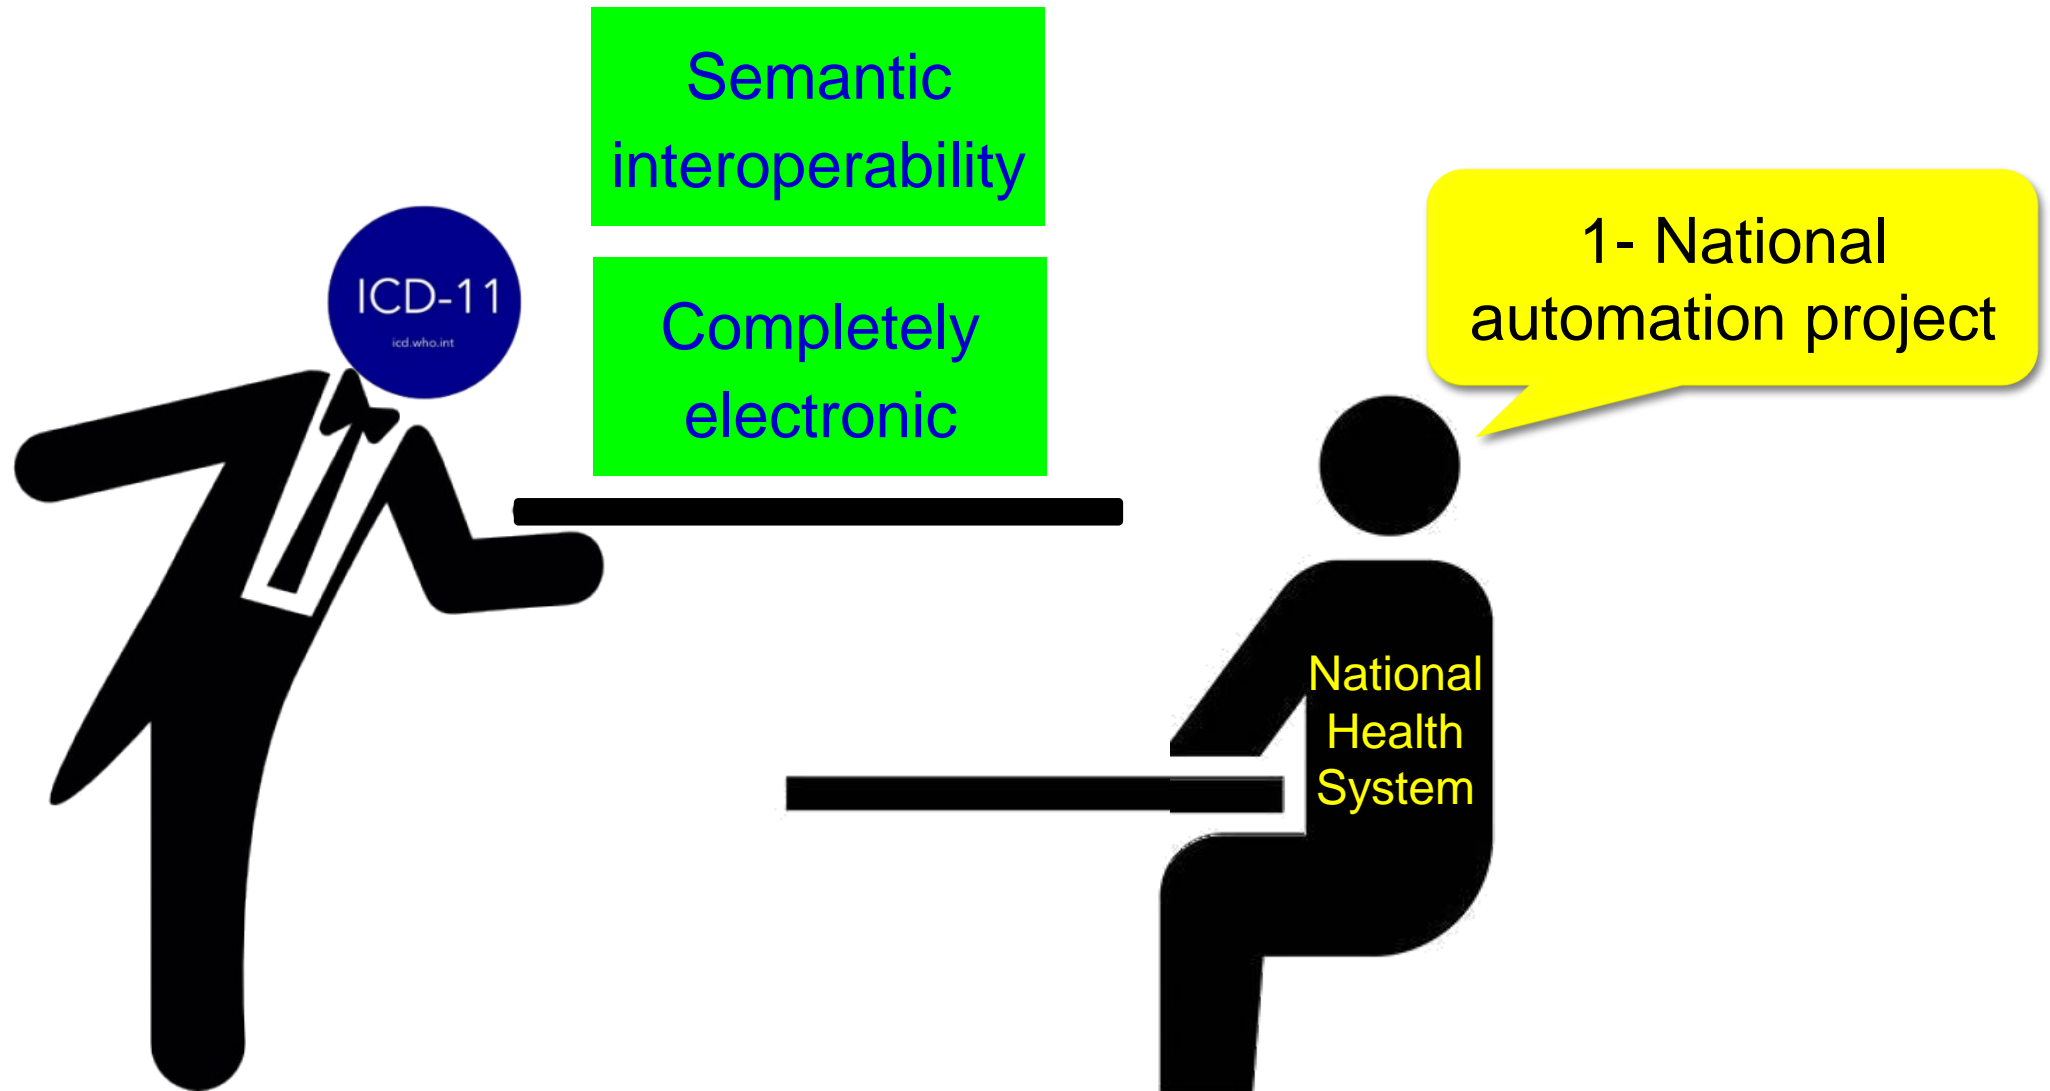 Semantic
interoperability
Completely
electronic
ICD-11
icd.who.int
1- National
automation project
National
Health
System